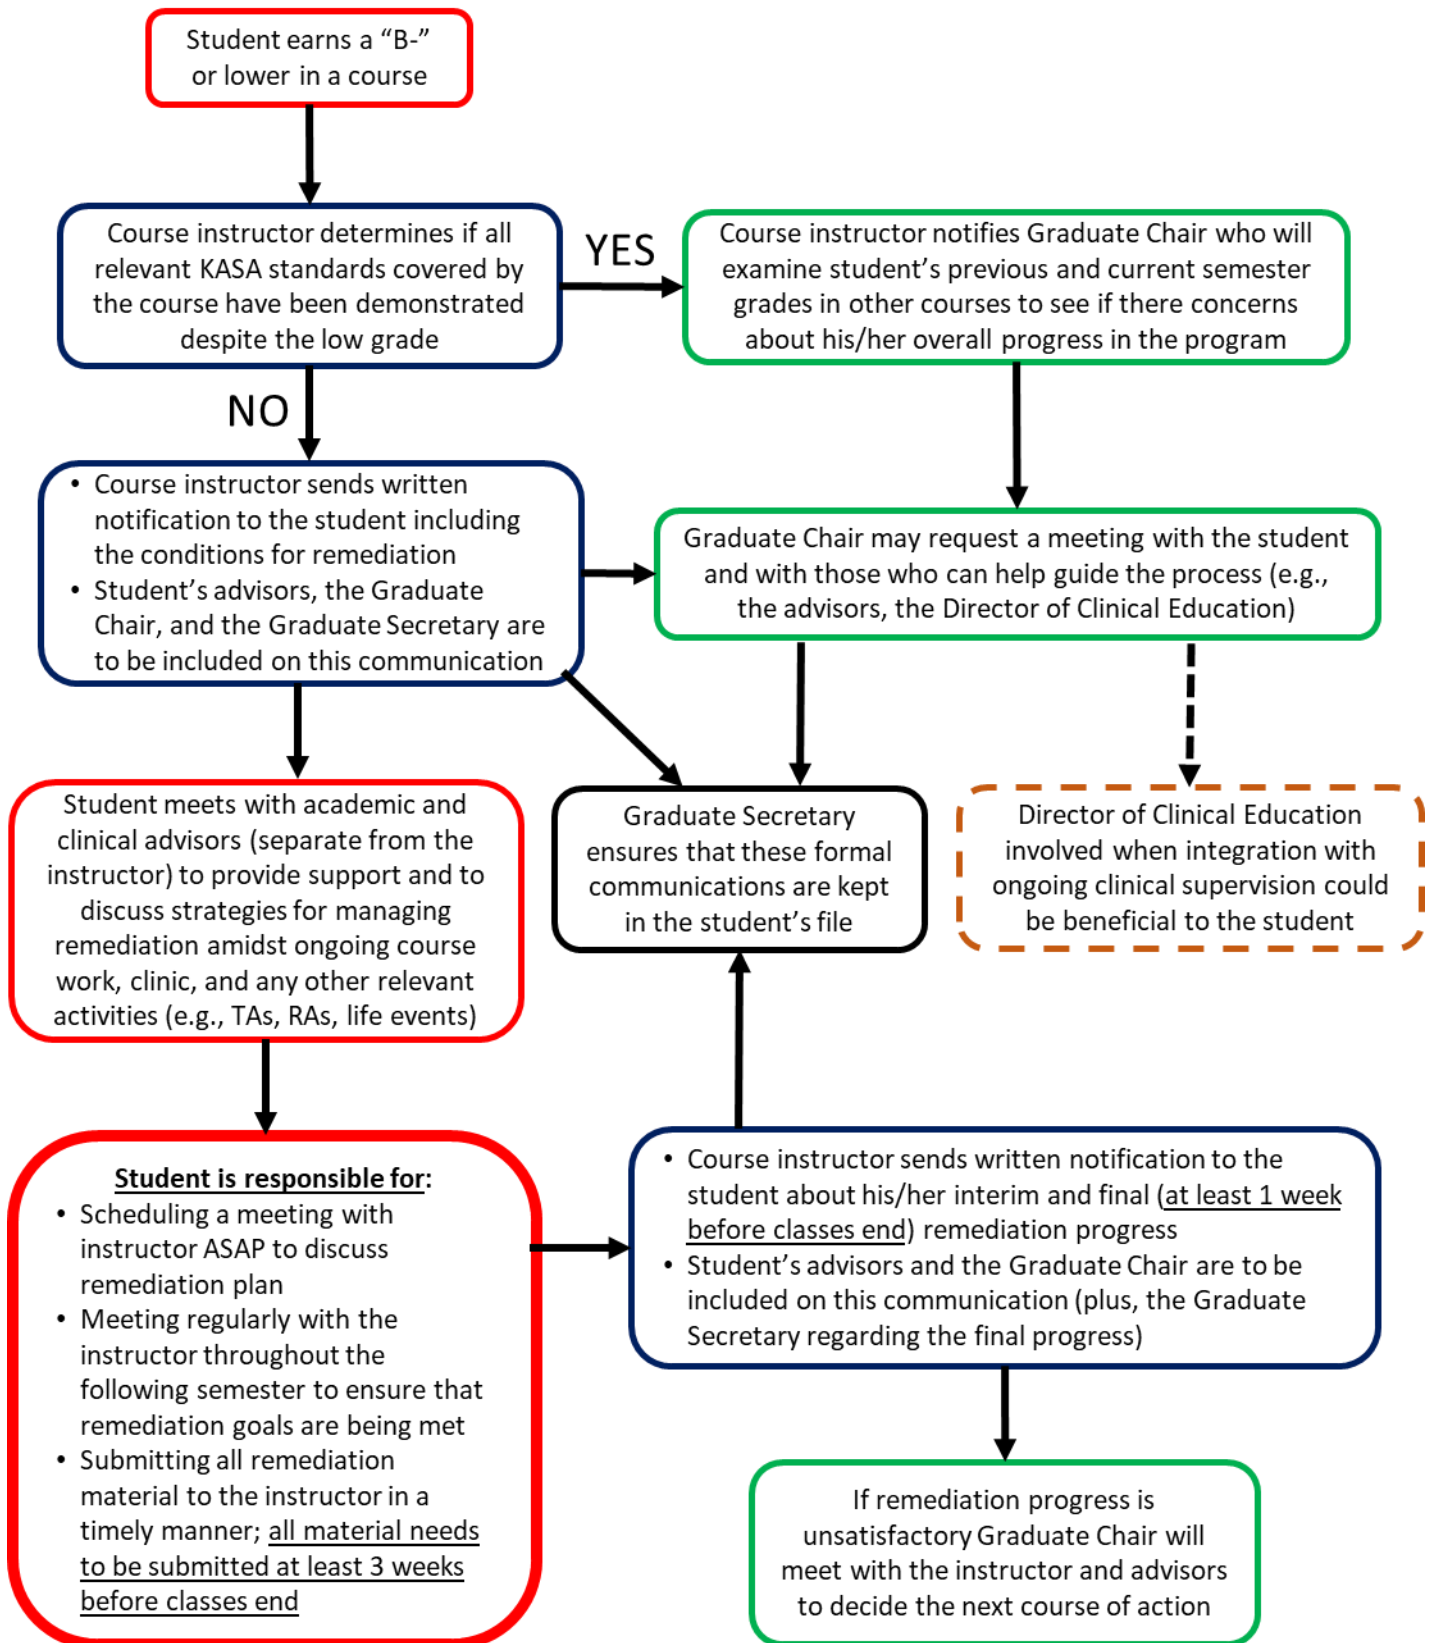 Student earns a “B-”
or lower in a course
Course instructor determines if all
relevant KASA standards covered by
the course have been demonstrated
despite the low grade
YES
Course instructor notifies Graduate Chair who will
examine student’s previous and current semester
grades in other courses to see if there concerns
about his/her overall progress in the program
NO
• Course instructor sends written
notification to the student including
the conditions for remediation
• Student’s advisors, the Graduate
Chair, and the Graduate Secretary are
to be included on this communication
Graduate Chair may request a meeting with the student
and with those who can help guide the process (e.g.,
the advisors, the Director of Clinical Education)
Student meets with academic and
clinical advisors (separate from the
instructor) to provide support and to
discuss strategies for managing
remediation amidst ongoing course
work, clinic, and any other relevant
activities (e.g., TAs, RAs, life events)
Graduate Secretary
ensures that these formal
communications are kept
in the student’s file
Director of Clinical Education
involved when integration with
ongoing clinical supervision could
be beneficial to the student
Student is responsible for:
• Scheduling a meeting with
instructor ASAP to discuss
remediation plan
• Meeting regularly with the
instructor throughout the
following semester to ensure that
remediation goals are being met
• Submitting all remediation
material to the instructor in a
timely manner; all material needs
to be submitted at least 3 weeks
before classes end
• Course instructor sends written notification to the
student about his/her interim and final (at least 1 week
before classes end) remediation progress
• Student’s advisors and the Graduate Chair are to be
included on this communication (plus, the Graduate
Secretary regarding the final progress)
If remediation progress is
unsatisfactory Graduate Chair will
meet with the instructor and advisors
to decide the next course of action